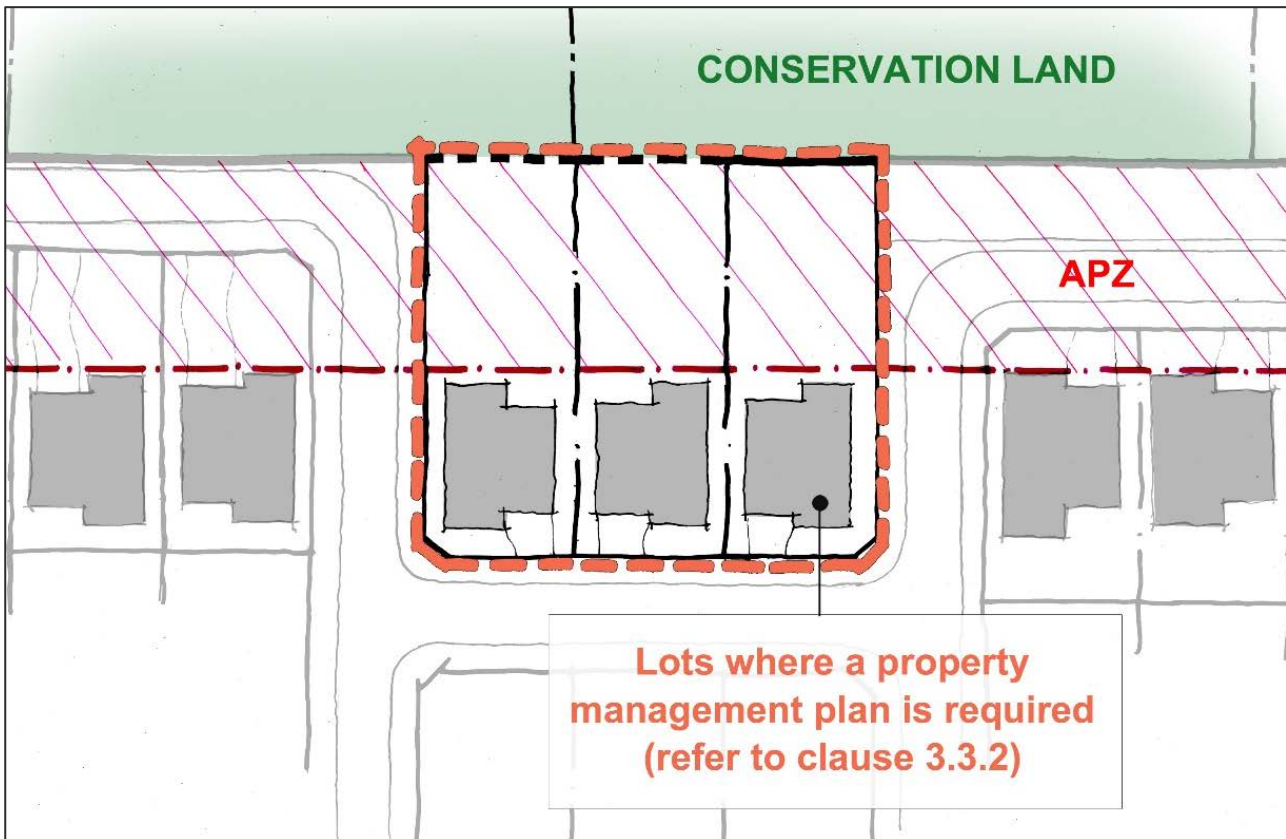 CONSERVATION LAND
APZ
Lots where a property
management plan is required
(refer to clause 3.3.2)